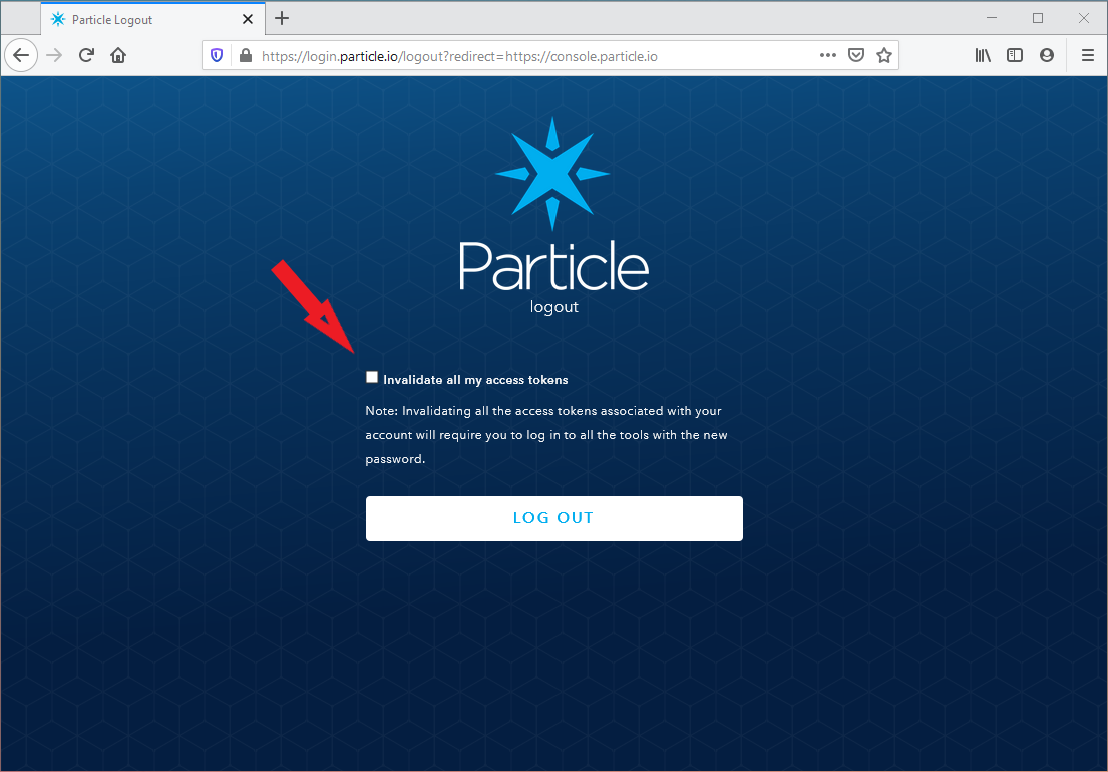 Particle Logout
https://login.particle.io/logout?redirect=https://console.particle.io
Particle
logout
Invalidate all my access tokens
Note: Invalidating all the access tokens associated with your
account will require you to log in to all the tools with the new
password.
LOG OUT